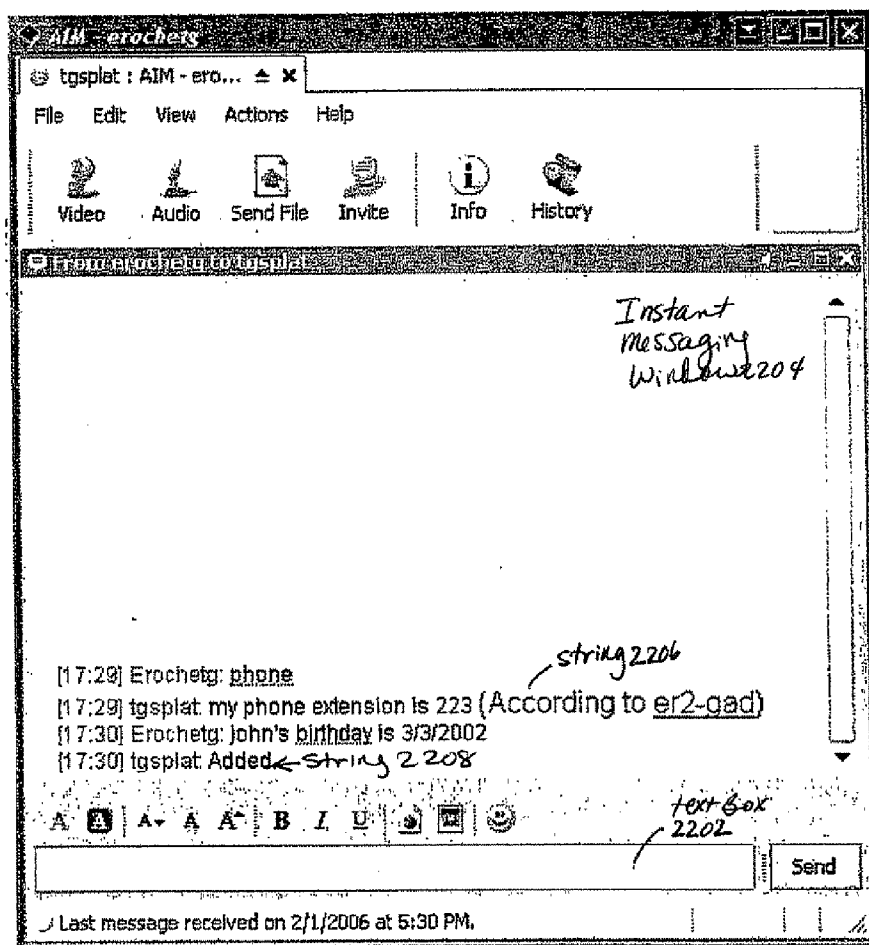 AIM - erochetg
tgsplat : AIM - ero...
File Edit View Actions Help
Video Audio Send File Invite Info History
From erochetg to tgsplat
Instant
messaging
Window 2204
string 2206
[17:29] Erochetg: phone
[17:29] tgsplat: my phone extension is 223 (According to er2-gad)
[17:30] Erochetg: john's birthday is 3/3/2002
[17:30] tgsplat: Added string 2208
A A A A A B I U
text box
2202
Send
Last message received on 2/1/2006 at 5:30 PM.